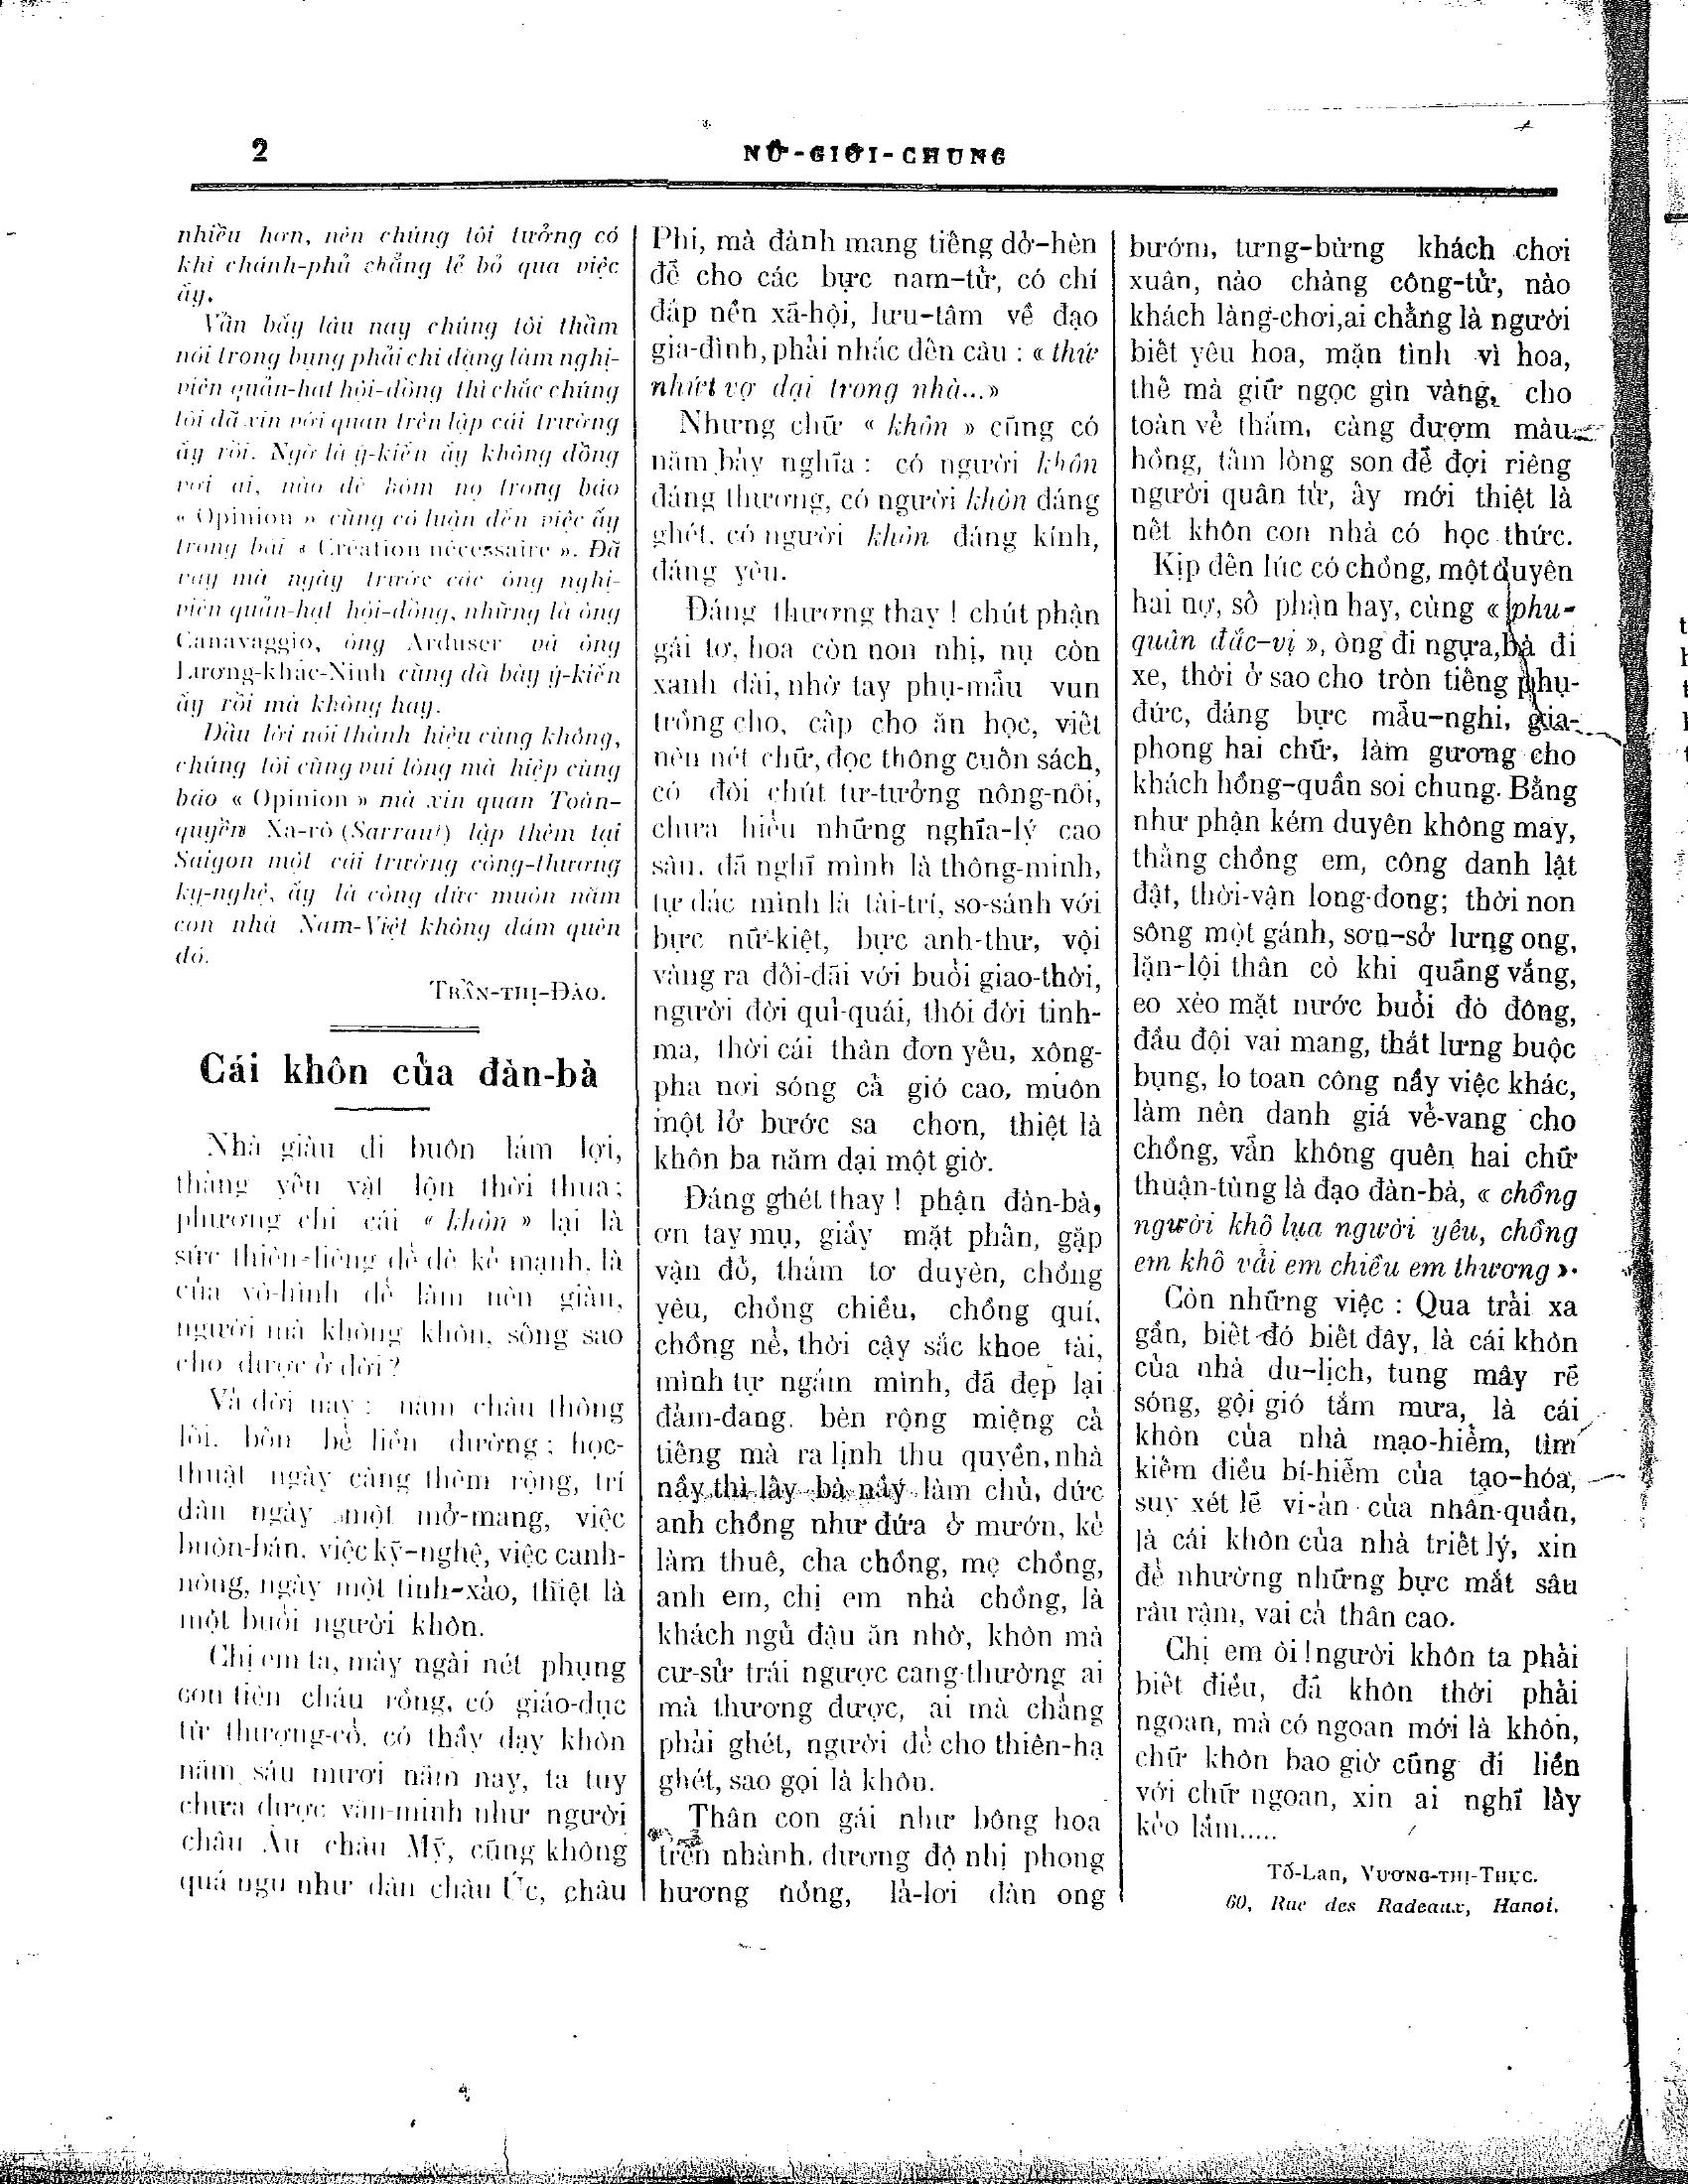 2
NỮ-GIỚI-CHUNG
nhiều hơn, nên chúng tôi tưởng có
khi chánh-phủ chẳng lẻ bỏ qua việc
ấy.
Vẫn bấy lâu nay chúng tôi thầm
nói trong bụng phải chi dặng làm nghị-
viên quản-hạt hội-đồng thì chắc chúng
tôi đã xin với quan trên lập cái trường
ấy rồi. Ngỡ là ý-kiến ấy không đồng
với ai, nào dè hôm nọ trong báo
« Opinion » cũng có luận đến việc ấy
trong bài « Création nécessaire ». Đã
vậy mà ngày trước các ông nghị-
viên quản-hạt hội-đồng, những là ông
Canavaggio, ông Arduser và ông
Lương-khắc-Ninh cũng đã bày ý-kiến
ấy rồi mà không hay.
Dầu lời nói thành hiệu cùng không,
chúng tôi cũng vui lòng mà hiệp cùng
báo « Opinion » mà xin quan Toàn-
quyền Xa-rô (Sarraut) lập thêm tại
Saigon một cái trường công-thương
kỹ-nghệ, ấy là công đức muôn năm
con nhà Nam-Việt không dám quên
đó.
TRẦN-THỊ-ĐÀO.
Cái khôn của đàn-bà
Nhà giàu đi buôn lắm lợi,
thằng yếu vật lộn thời thua;
phương chi cái « khôn » lại là
sức thiên-liêng để đè kẻ mạnh, là
của vô-hình để làm nên giàu,
người mà không khôn, sống sao
cho được ở đời?
Vả đời nay : năm châu thông
lối, bốn bể liền đường; học-
thuật ngày càng thêm rộng, trí
dân ngày một mở-mang, việc
buôn-bán, việc kỹ-nghệ, việc canh-
nông, ngày một tinh-xảo, thiệt là
một buổi người khôn.
Chị em ta, mày ngài nét phụng
con tiên cháu rồng, có giáo-dục
từ thượng-cổ, có thầy dạy khôn
năm sáu mươi năm nay, ta tuy
chưa được văn-minh như người
châu Âu châu Mỹ, cũng không
quá ngu như dân châu Úc, châu
Phi, mà đành mang tiếng dở-hèn
để cho các bực nam-tử, có chí
đáp nền xã-hội, lưu-tâm về đạo
gia-đình, phải nhắc đến câu : « thứ
nhứt vợ dại trong nhà...»
Nhưng chữ « khôn » cũng có
năm bảy nghĩa : có người khôn
đáng thương, có người khôn đáng
ghét, có người khôn đáng kính,
đáng yêu.
Đáng thương thay ! chút phận
gái tơ, hoa còn non nhị, nụ còn
xanh đài, nhờ tay phụ-mẫu vun
trồng cho, cấp cho ăn học, viết
nên nét chữ, đọc thông cuốn sách,
có đôi chút tư-tưởng nông-nổi,
chưa hiểu những nghĩa-lý cao
sâu, đã nghĩ mình là thông-minh,
tự đắc mình là tài-trí, so-sánh với
bực nữ-kiệt, bực anh-thư, vội
vàng ra đối-đãi với buổi giao-thời,
người đời quỉ-quái, thói đời tinh-
ma, thời cái thân đơn yếu, xông-
pha nơi sóng cả gió cao, muôn
một lở bước sa chơn, thiệt là
khôn ba năm dại một giờ.
Đáng ghét thay ! phận đàn-bà,
ơn tay mụ, giấy mặt phấn, gặp
vận đỏ, thắm tơ duyên, chồng
yêu, chồng chiều, chồng quí,
chồng nể, thời cậy sắc khoe tài,
mình tự ngắm mình, đã đẹp lại
đảm-đang, bèn rộng miệng cả
tiếng mà ra lịnh thu quyền, nhà
nầy thì lấy bà nầy làm chủ, đức
anh chồng như đứa ở mướn, kẻ
làm thuê, cha chồng, mẹ chồng,
anh em, chị em nhà chồng, là
khách ngủ đậu ăn nhờ, khôn mà
cư-sử trái ngược cang-thường ai
mà thương được, ai mà chẳng
phải ghét, người để cho thiên-hạ
ghét, sao gọi là khôn.
Thân con gái như bông hoa
trên nhành, đương độ nhị phong
hương nồng, lả-lơi đàn ong
bướm, tưng-bừng khách chơi
xuân, nào chàng công-tử, nào
khách làng-chơi, ai chẳng là người
biết yêu hoa, mặn tình vì hoa,
thế mà giữ ngọc gìn vàng, cho
toàn vẻ thắm, càng đượm màu
hồng, tấm lòng son để đợi riêng
người quân tử, ấy mới thiệt là
nết khôn con nhà có học thức.
Kịp đến lúc có chồng, một duyên
hai nợ, số phận hay, cùng « phu-
quân đắc-vị », ông đi ngựa, bà đi
xe, thời ở sao cho tròn tiếng phụ-
đức, đáng bực mẫu-nghi, gia-
phong hai chữ, làm gương cho
khách hồng-quần soi chung. Bằng
như phận kém duyên không may,
thằng chồng em, công danh lật
đật, thời-vận long-đong; thời non
sông một gánh, sơn-sở lưng ong,
lặn-lội thân cò khi quãng vắng,
eo xèo mặt nước buổi đò đông,
đầu đội vai mang, thắt lưng buộc
bụng, lo toan công nầy việc khác,
làm nên danh giá vẻ-vang cho
chồng, vẫn không quên hai chữ
thuận-tùng là đạo đàn-bà, « chồng
người khố lụa người yêu, chồng
em khố vải em chiều em thương ».
Còn những việc : Qua trải xa
gần, biết đó biết đây, là cái khôn
của nhà du-lịch, tung mây rẽ
sóng, gội gió tắm mưa, là cái
khôn của nhà mạo-hiểm, tìm
kiếm điều bí-hiểm của tạo-hóa,
suy xét lẽ vi-ẩn của nhân-quần,
là cái khôn của nhà triết lý, xin
để nhường những bực mắt sâu
râu rậm, vai cả thân cao.
Chị em ôi! người khôn ta phải
biết điều, đã khôn thời phải
ngoan, mà có ngoan mới là khôn,
chữ khôn bao giờ cũng đi liền
với chữ ngoan, xin ai nghĩ lấy
kẻo lầm.....
TỐ-LAN, VƯƠNG-THỊ-THỤC.
60, Rue des Radeaux, Hanoi.